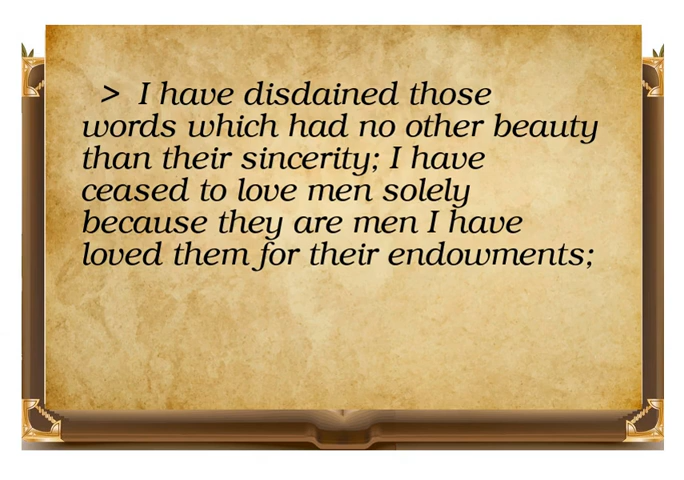 > I have disdained those
words which had no other beauty
than their sincerity; I have
ceased to love men solely
because they are men I have
loved them for their endowments;